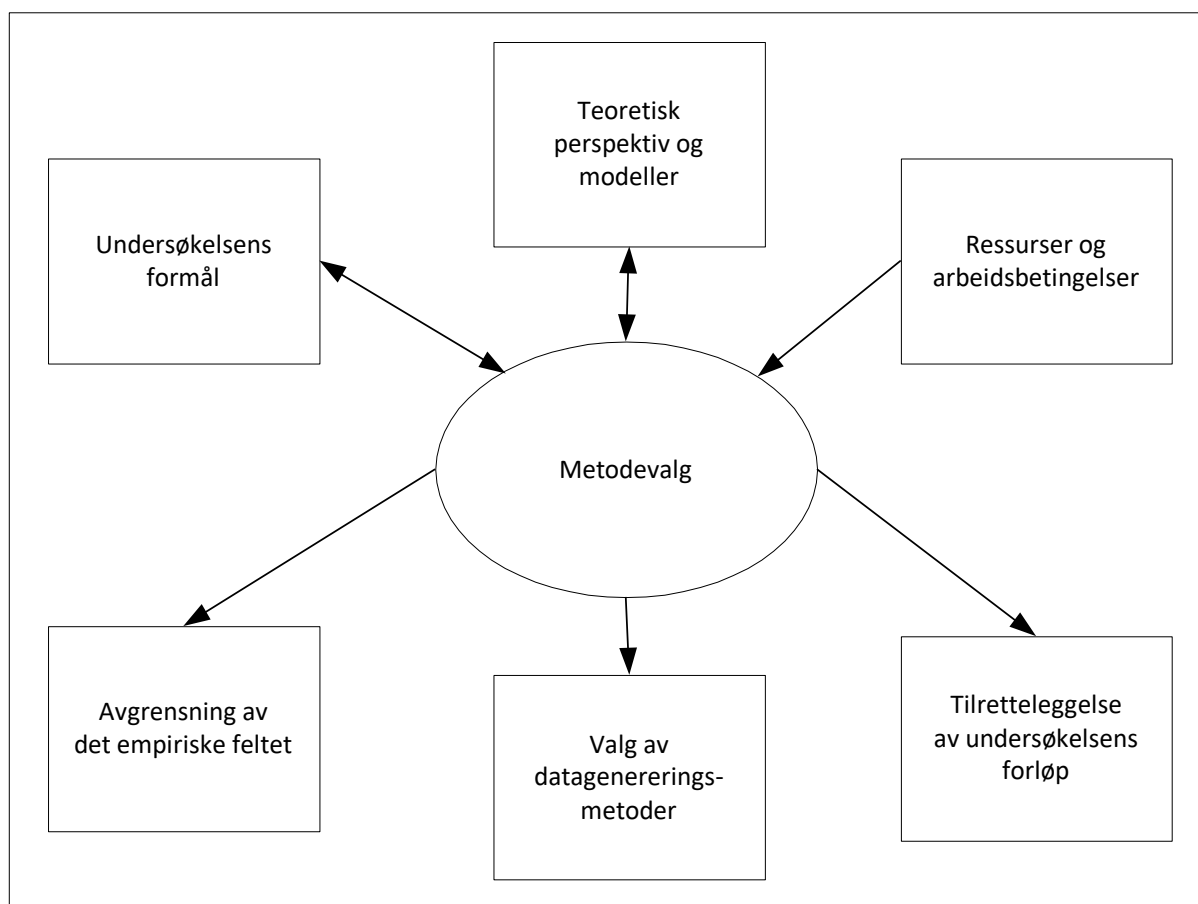 Teoretisk
perspektiv og
modeller
Undersøkelsens
formål
Ressurser og
arbeidsbetingelser
Metodevalg
Avgrensning av
det empiriske feltet
Valg av
datagenererings-
metoder
Tilretteleggelse
av undersøkelsens
forløp